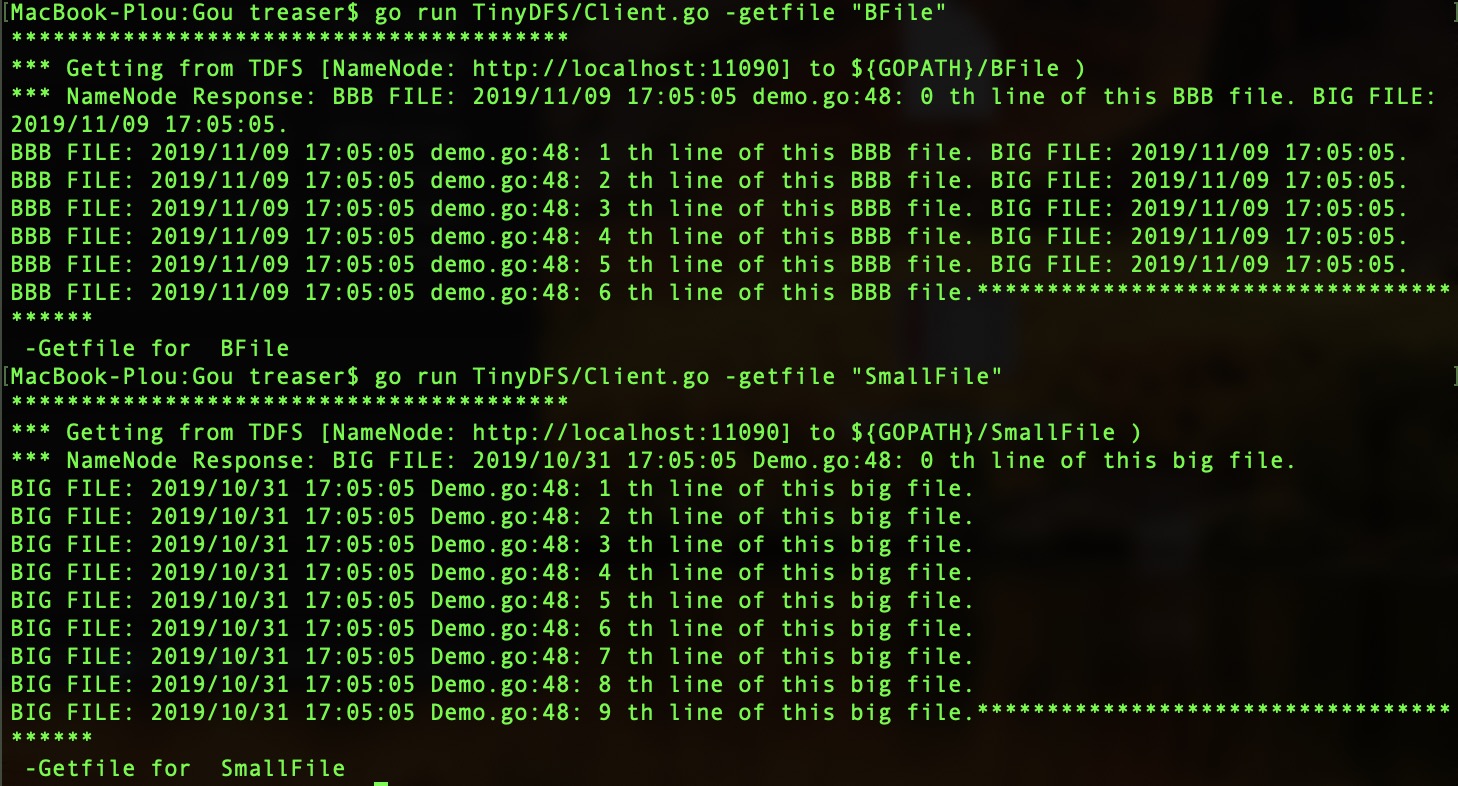 [MacBook-Plou:Gou treaser$ go run TinyDFS/Client.go -getfile "BFile" ]
****************************************
*** Getting from TDFS [NameNode: http://localhost:11090] to ${GOPATH}/BFile )
*** NameNode Response: BBB FILE: 2019/11/09 17:05:05 demo.go:48: 0 th line of this BBB file. BIG FILE:
2019/11/09 17:05:05.
BBB FILE: 2019/11/09 17:05:05 demo.go:48: 1 th line of this BBB file. BIG FILE: 2019/11/09 17:05:05.
BBB FILE: 2019/11/09 17:05:05 demo.go:48: 2 th line of this BBB file. BIG FILE: 2019/11/09 17:05:05.
BBB FILE: 2019/11/09 17:05:05 demo.go:48: 3 th line of this BBB file. BIG FILE: 2019/11/09 17:05:05.
BBB FILE: 2019/11/09 17:05:05 demo.go:48: 4 th line of this BBB file. BIG FILE: 2019/11/09 17:05:05.
BBB FILE: 2019/11/09 17:05:05 demo.go:48: 5 th line of this BBB file. BIG FILE: 2019/11/09 17:05:05.
BBB FILE: 2019/11/09 17:05:05 demo.go:48: 6 th line of this BBB file.**********************************
******
-Getfile for  BFile
[MacBook-Plou:Gou treaser$ go run TinyDFS/Client.go -getfile "SmallFile" ]
****************************************
*** Getting from TDFS [NameNode: http://localhost:11090] to ${GOPATH}/SmallFile )
*** NameNode Response: BIG FILE: 2019/10/31 17:05:05 Demo.go:48: 0 th line of this big file.
BIG FILE: 2019/10/31 17:05:05 Demo.go:48: 1 th line of this big file.
BIG FILE: 2019/10/31 17:05:05 Demo.go:48: 2 th line of this big file.
BIG FILE: 2019/10/31 17:05:05 Demo.go:48: 3 th line of this big file.
BIG FILE: 2019/10/31 17:05:05 Demo.go:48: 4 th line of this big file.
BIG FILE: 2019/10/31 17:05:05 Demo.go:48: 5 th line of this big file.
BIG FILE: 2019/10/31 17:05:05 Demo.go:48: 6 th line of this big file.
BIG FILE: 2019/10/31 17:05:05 Demo.go:48: 7 th line of this big file.
BIG FILE: 2019/10/31 17:05:05 Demo.go:48: 8 th line of this big file.
BIG FILE: 2019/10/31 17:05:05 Demo.go:48: 9 th line of this big file.**********************************
******
-Getfile for  SmallFile